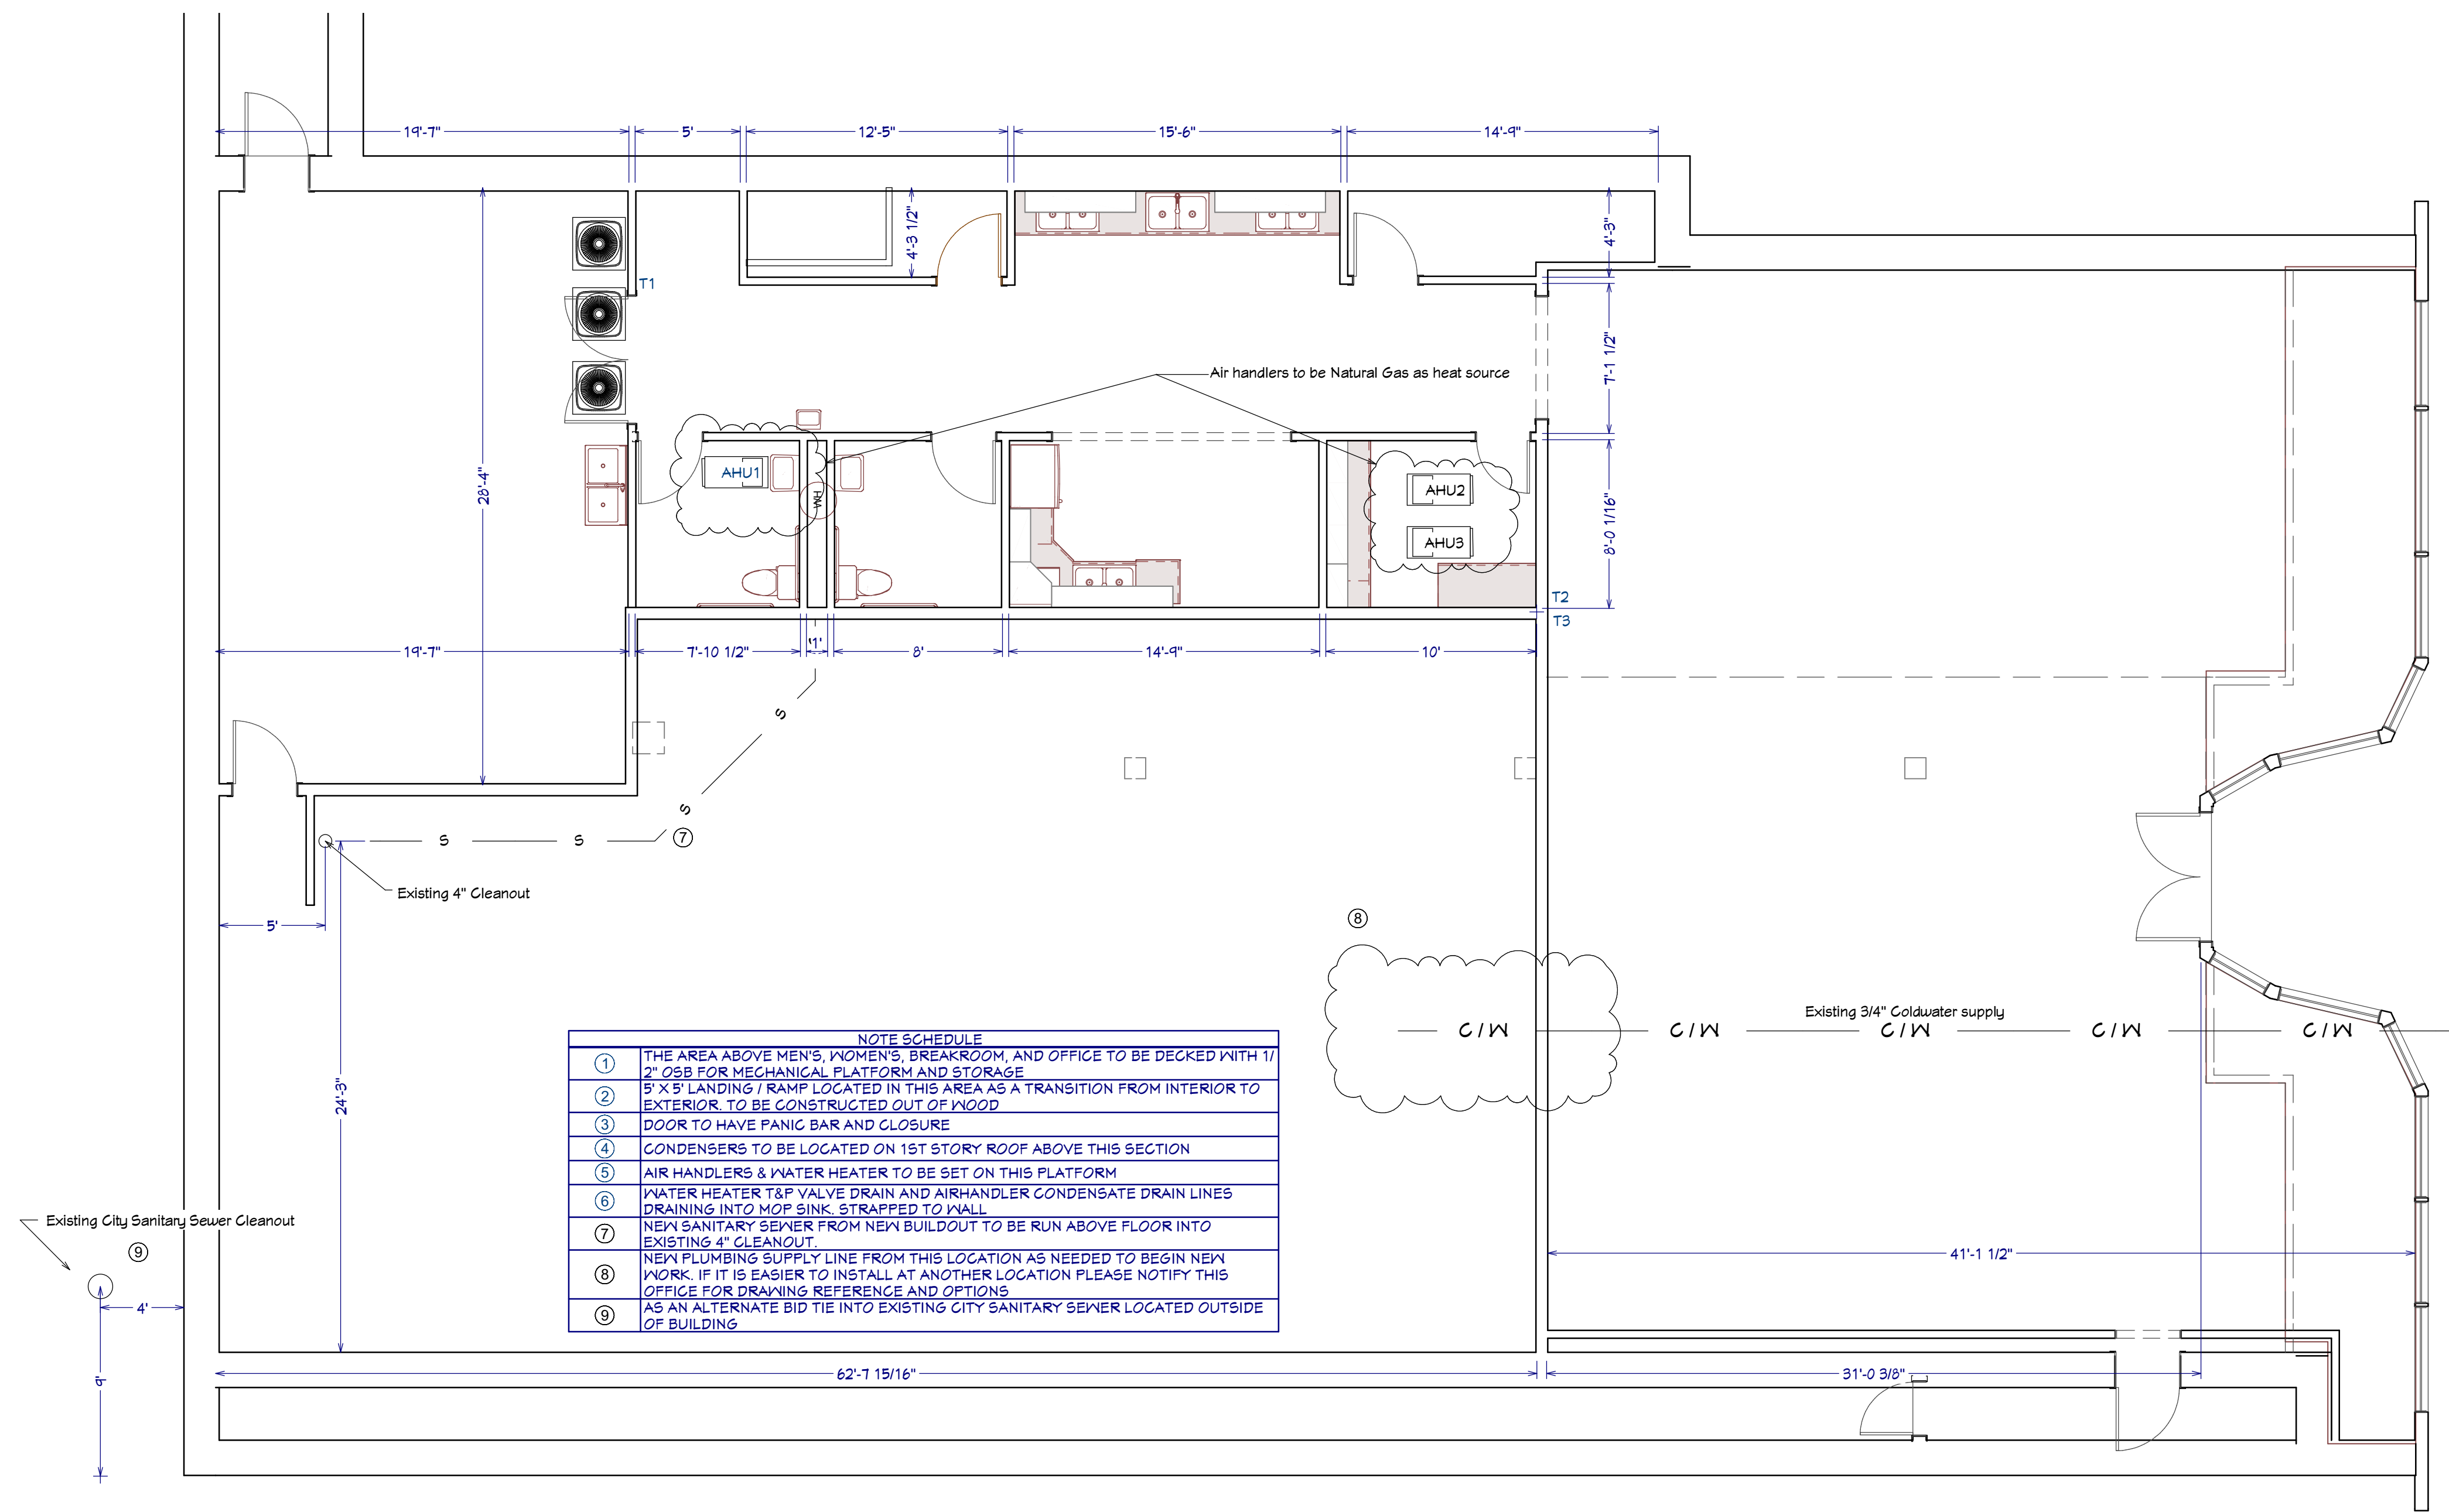 19'-7"
5'
12'-5"
15'-6"
14'-9"
4'-3 1/2"
4'-3"
T1
7'-1 1/2"
Air handlers to be Natural Gas as heat source
28'-4"
AHU1
HW
AHU2
AHU3
8'-0 1/16"
T2
T3
19'-7"
7'-10 1/2"
1'
8'
14'-9"
10'
S
S
S
S
7
Existing 4" Cleanout
5'
8
24'-3"
Existing 3/4" Coldwater supply
C/W
C/W
C/W
C/W
C/W
NOTE SCHEDULE
1
THE AREA ABOVE MEN'S, WOMEN'S, BREAKROOM, AND OFFICE TO BE DECKED WITH 1/
2" OSB FOR MECHANICAL PLATFORM AND STORAGE
2
5' X 5' LANDING / RAMP LOCATED IN THIS AREA AS A TRANSITION FROM INTERIOR TO
EXTERIOR. TO BE CONSTRUCTED OUT OF WOOD
3
DOOR TO HAVE PANIC BAR AND CLOSURE
4
CONDENSERS TO BE LOCATED ON 1ST STORY ROOF ABOVE THIS SECTION
5
AIR HANDLERS & WATER HEATER TO BE SET ON THIS PLATFORM
6
WATER HEATER T&P VALVE DRAIN AND AIRHANDLER CONDENSATE DRAIN LINES
DRAINING INTO MOP SINK. STRAPPED TO WALL
7
NEW SANITARY SEWER FROM NEW BUILDOUT TO BE RUN ABOVE FLOOR INTO
EXISTING 4" CLEANOUT.
8
NEW PLUMBING SUPPLY LINE FROM THIS LOCATION AS NEEDED TO BEGIN NEW
WORK. IF IT IS EASIER TO INSTALL AT ANOTHER LOCATION PLEASE NOTIFY THIS
OFFICE FOR DRAWING REFERENCE AND OPTIONS
9
AS AN ALTERNATE BID TIE INTO EXISTING CITY SANITARY SEWER LOCATED OUTSIDE
OF BUILDING
Existing City Sanitary Sewer Cleanout
9
4'
9'
41'-1 1/2"
62'-7 15/16"
31'-0 3/8"